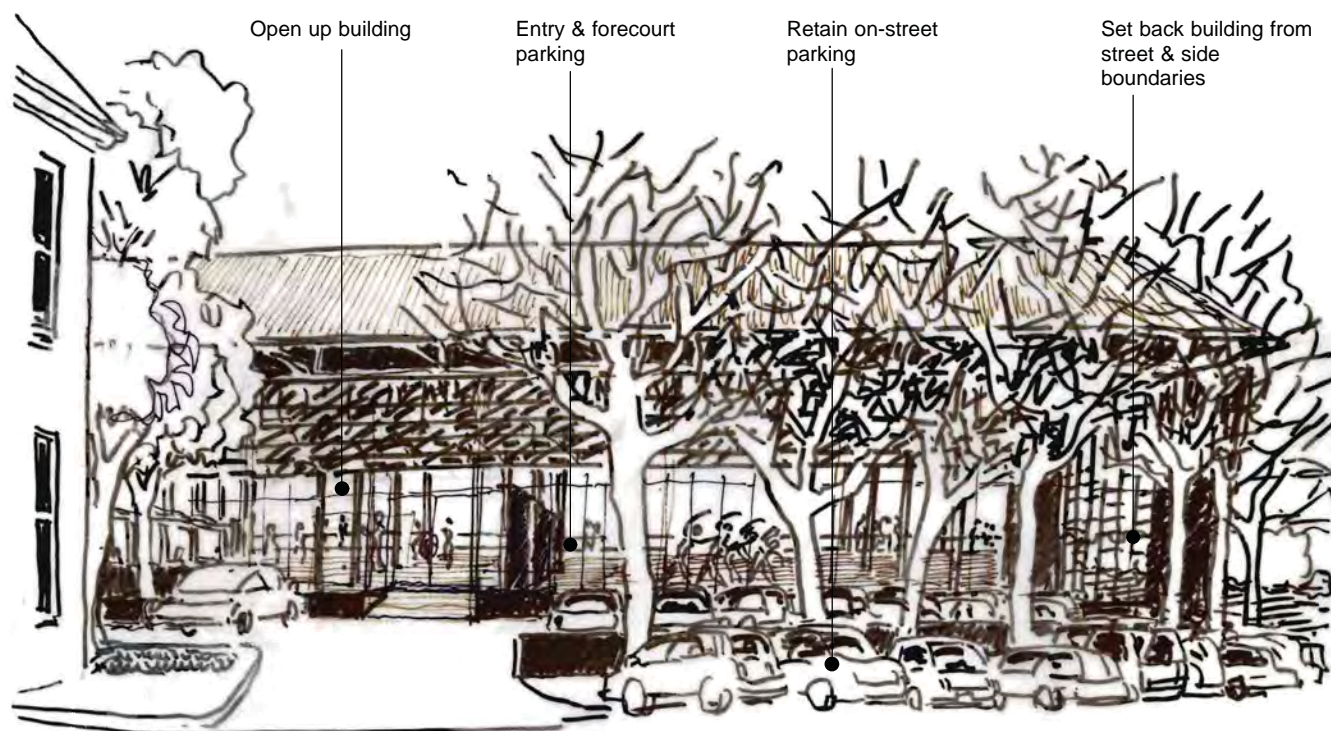 Open up building
Entry & forecourt
parking
Retain on-street
parking
Set back building from
street & side
boundaries